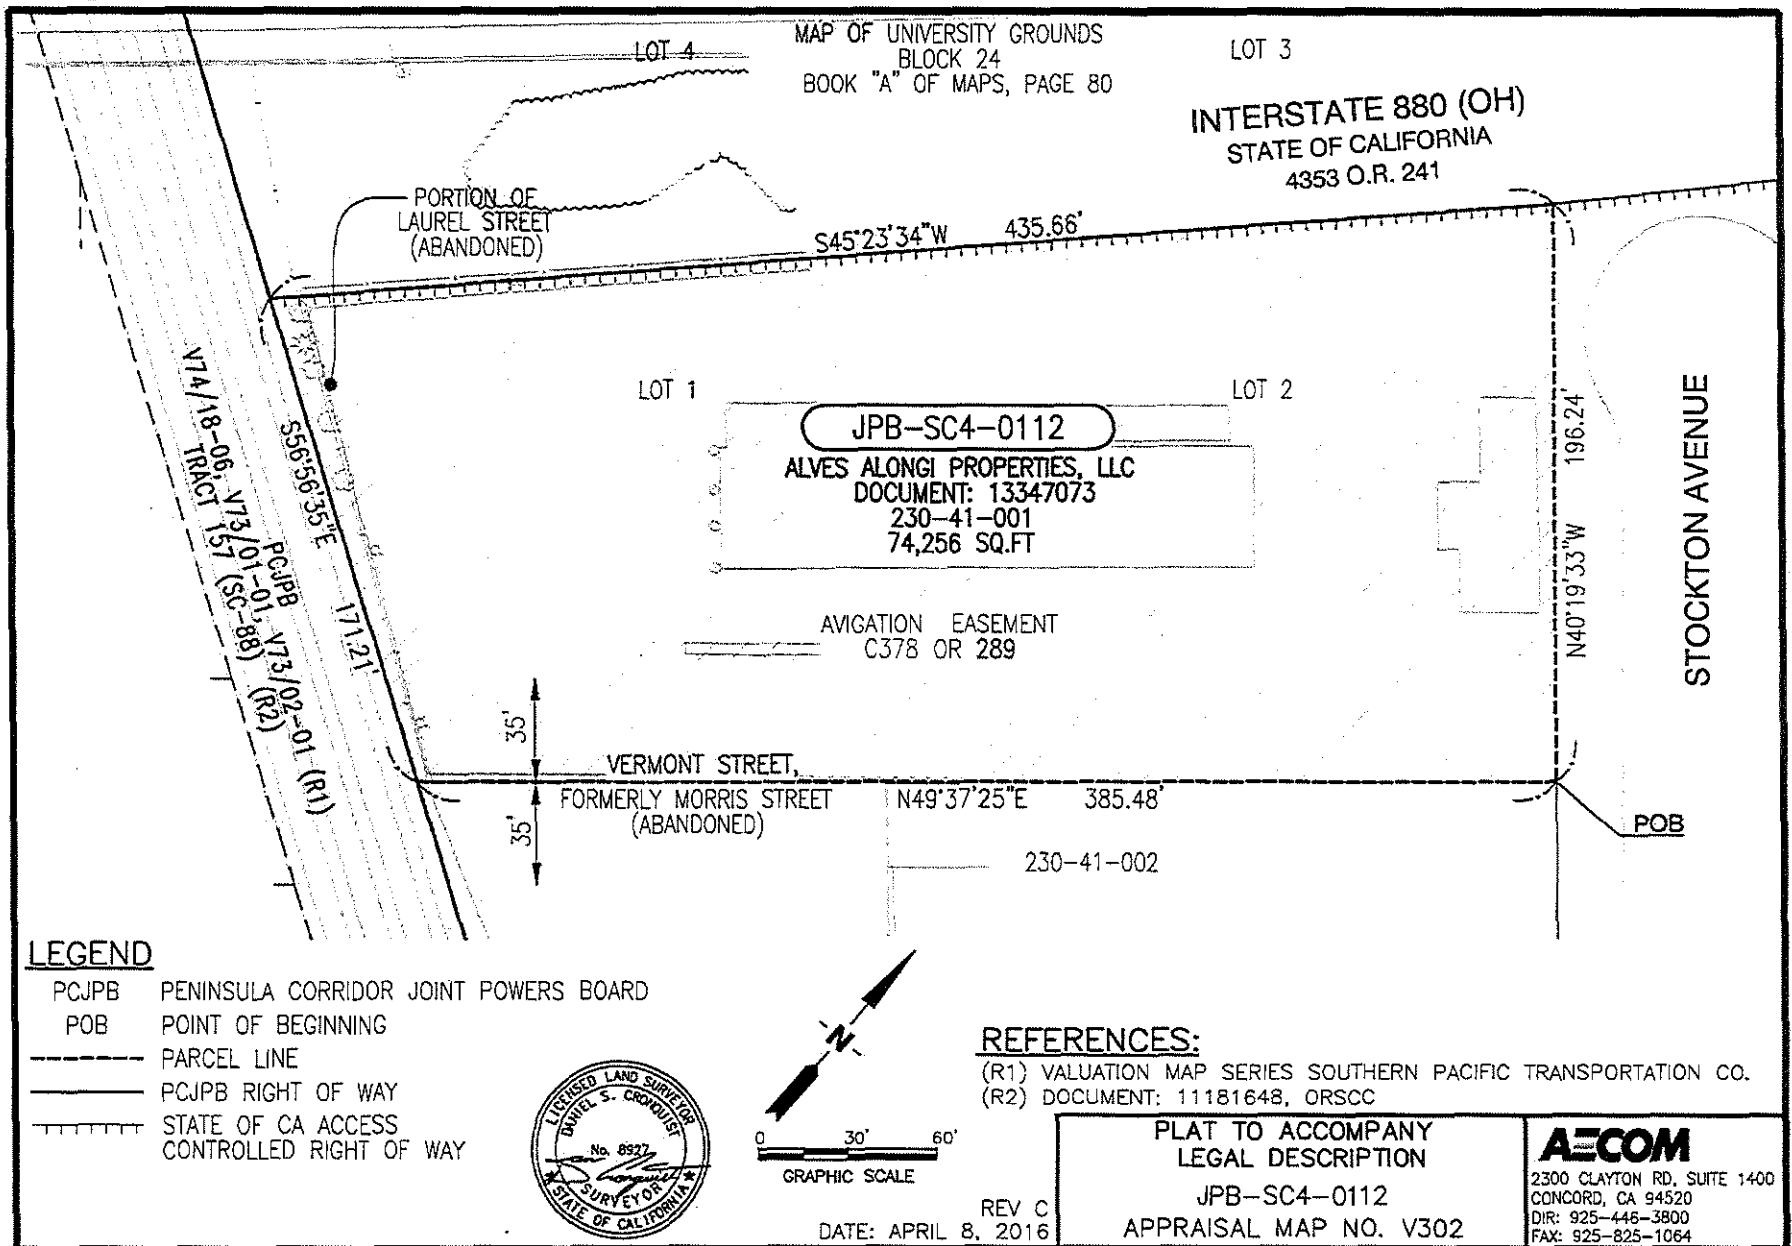 MAP OF UNIVERSITY GROUNDS
BLOCK 24
BOOK "A" OF MAPS, PAGE 80
LOT 4
LOT 3
INTERSTATE 880 (OH)
STATE OF CALIFORNIA
4353 O.R. 241
PORTION OF
LAUREL STREET
(ABANDONED)
S45°23'34"W 435.66'
LOT 1
LOT 2
JPB-SC4-0112
ALVES ALONGI PROPERTIES, LLC
DOCUMENT: 13347073
230-41-001
74,256 SQ.FT
AVIGATION EASEMENT
C378 OR 289
S56°56'35"E 171.21'
PCJPB
V74/18-06, V73/01-01, V73/02-01 (R1)
TRACT 157 (SC-88) (R2)
N40°19'33"W 196.24'
STOCKTON AVENUE
35'
35'
VERMONT STREET,
FORMERLY MORRIS STREET
(ABANDONED)
N49°37'25"E 385.48'
POB
230-41-002
LEGEND
PCJPB PENINSULA CORRIDOR JOINT POWERS BOARD
POB POINT OF BEGINNING
PARCEL LINE
PCJPB RIGHT OF WAY
STATE OF CA ACCESS
CONTROLLED RIGHT OF WAY
LICENSED LAND SURVEYOR
DANIEL S. CRONQUIST
No. 8927
SURVEYOR
STATE OF CALIFORNIA
N
0 30' 60'
GRAPHIC SCALE
REV C
DATE: APRIL 8, 2016
REFERENCES:
(R1) VALUATION MAP SERIES SOUTHERN PACIFIC TRANSPORTATION CO.
(R2) DOCUMENT: 11181648, ORSCC
PLAT TO ACCOMPANY
LEGAL DESCRIPTION
JPB-SC4-0112
APPRAISAL MAP NO. V302
AECOM
2300 CLAYTON RD, SUITE 1400
CONCORD, CA 94520
DIR: 925-446-3800
FAX: 925-825-1064